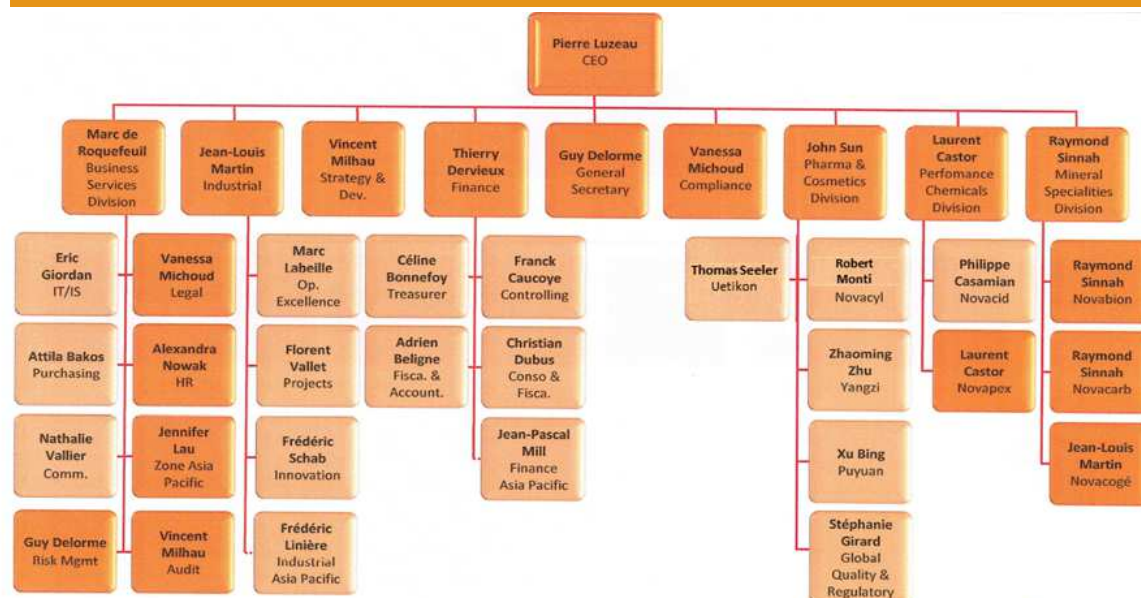 Pierre Luzeau
CEO
Marc de
Roquefeuil
Business
Services
Division
Jean-Louis
Martin
Industrial
Vincent
Milhau
Strategy &
Dev.
Thierry
Dervieux
Finance
Guy Delorme
General
Secretary
Vanessa
Michoud
Compliance
John Sun
Pharma &
Cosmetics
Division
Laurent
Castor
Perfomance
Chemicals
Division
Raymond
Sinnah
Mineral
Specialities
Division
Eric
Giordan
IT/IS
Vanessa
Michoud
Legal
Marc
Labeille
Op.
Excellence
Céline
Bonnefoy
Treasurer
Franck
Caucoye
Controlling
Thomas Seeler
Uetikon
Robert
Monti
Novacyl
Philippe
Casamian
Novacid
Raymond
Sinnah
Novabion
Attila Bakos
Purchasing
Alexandra
Nowak
HR
Florent
Vallet
Projects
Adrien
Beligne
Fisca. &
Account.
Christian
Dubus
Conso &
Fisca.
Zhaoming
Zhu
Yangzi
Laurent
Castor
Novapex
Raymond
Sinnah
Novacarb
Nathalie
Vallier
Comm.
Jennifer
Lau
Zone Asia
Pacific
Frédéric
Schab
Innovation
Jean-Pascal
Mill
Finance
Asia Pacific
Xu Bing
Puyuan
Jean-Louis
Martin
Novacogé
Guy Delorme
Risk Mgmt
Vincent
Milhau
Audit
Frédéric
Linière
Industrial
Asia Pacific
Stéphanie
Girard
Global
Quality &
Regulatory